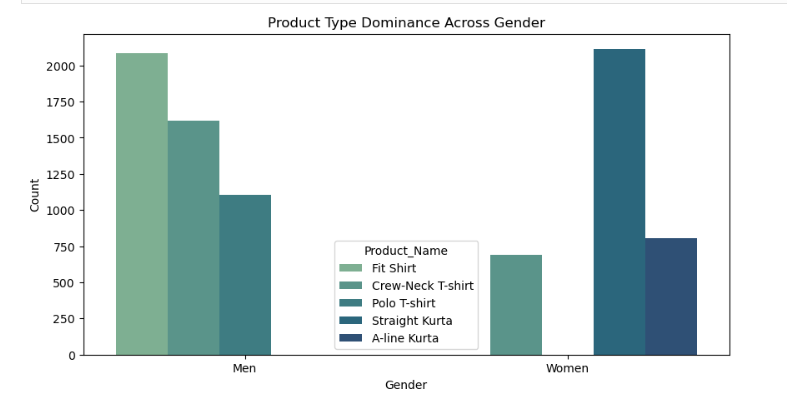 Product Type Dominance Across Gender
2000
1750
1500
1250
1000
750
500
250
0
Count
Product_Name
Fit Shirt
Crew-Neck T-shirt
Polo T-shirt
Straight Kurta
A-line Kurta
Men
Women
Gender